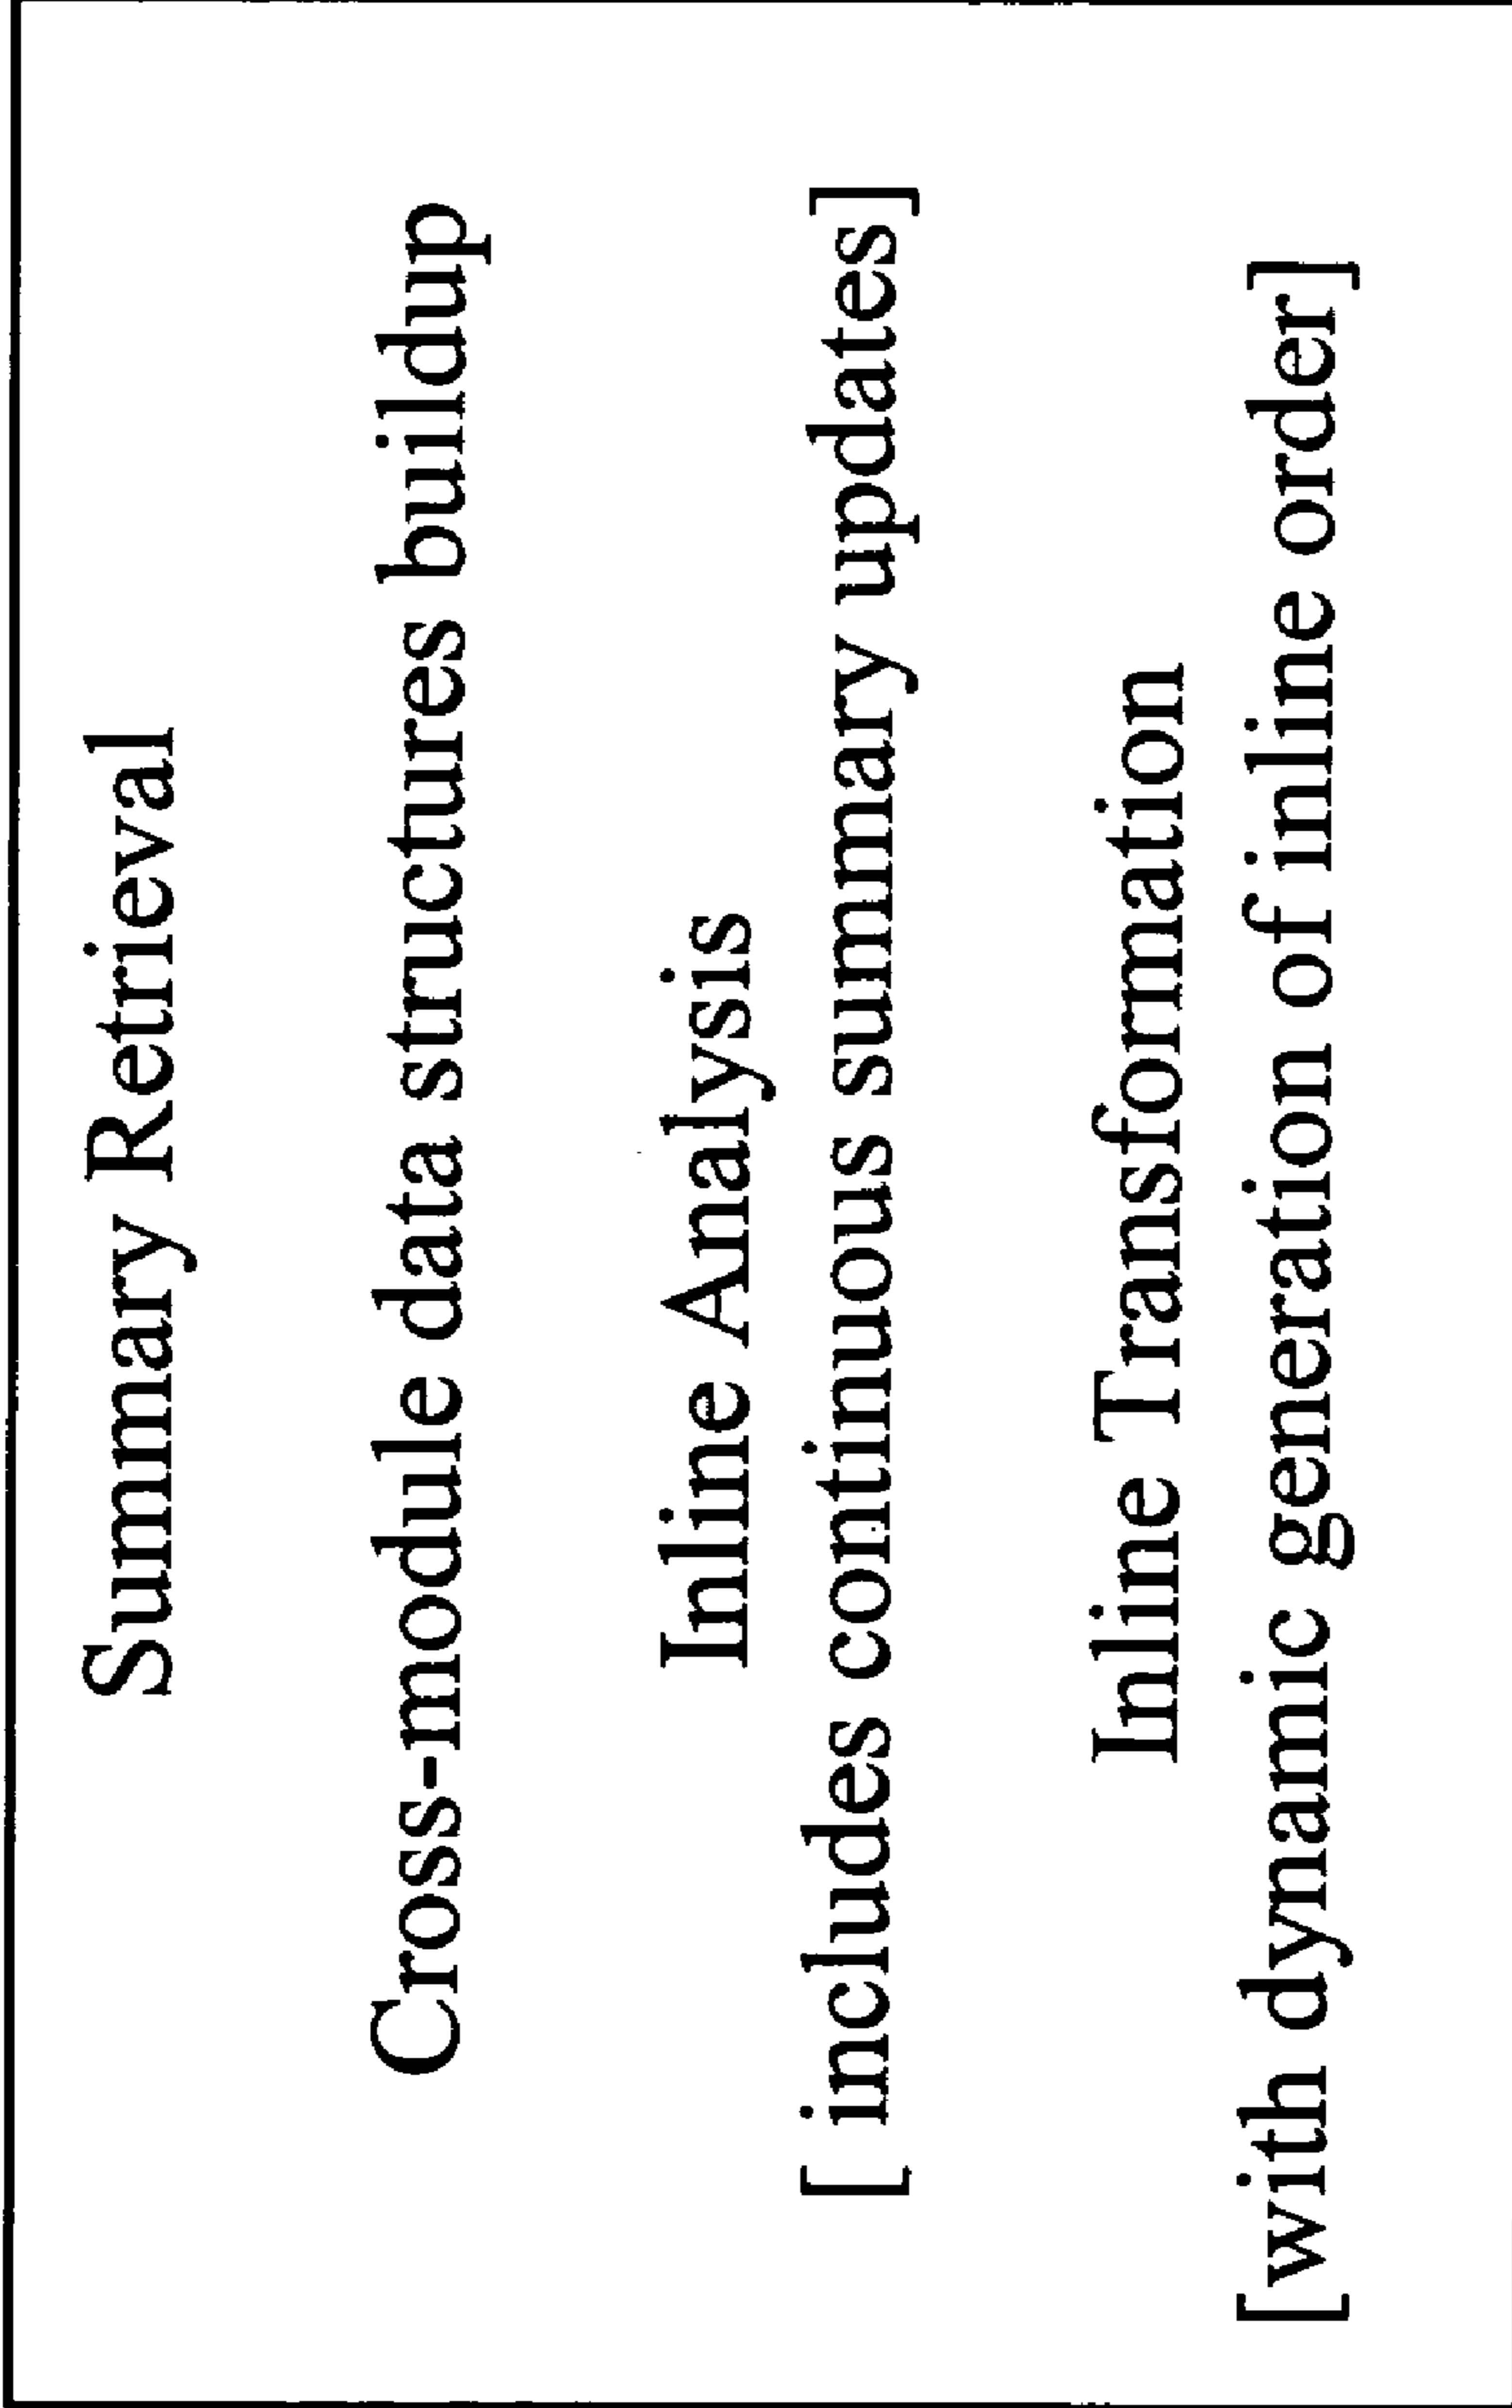 Summary Retrieval
Cross-module data structures buildup
Inline Analysis
[ includes continuous summary updates]
Inline Transformation
[with dynamic generation of inline order]